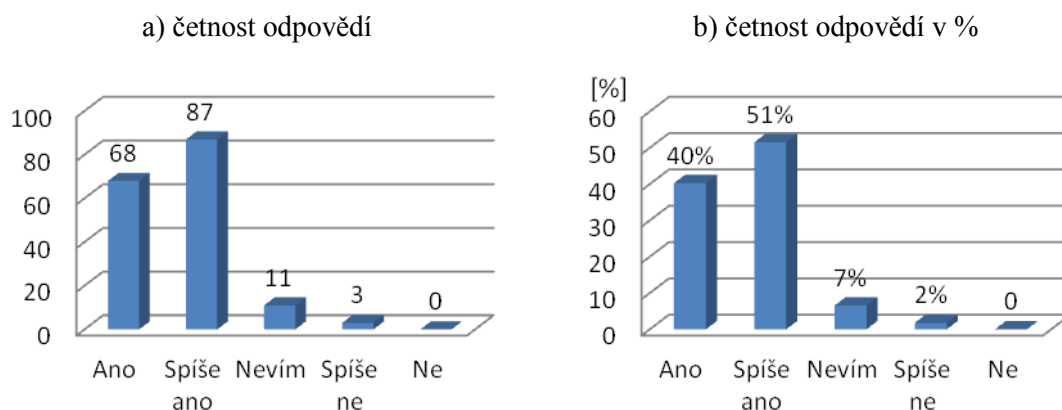 a) četnost odpovědí
100
80
60
40
20
0
68
87
11
3
0
Ano
Spíše ano
Nevím
Spíše ne
Ne
b) četnost odpovědí v %
[%]
60
50
40
30
20
10
0
40%
51%
7%
2%
0
Ano
Spíše ano
Nevím
Spíše ne
Ne